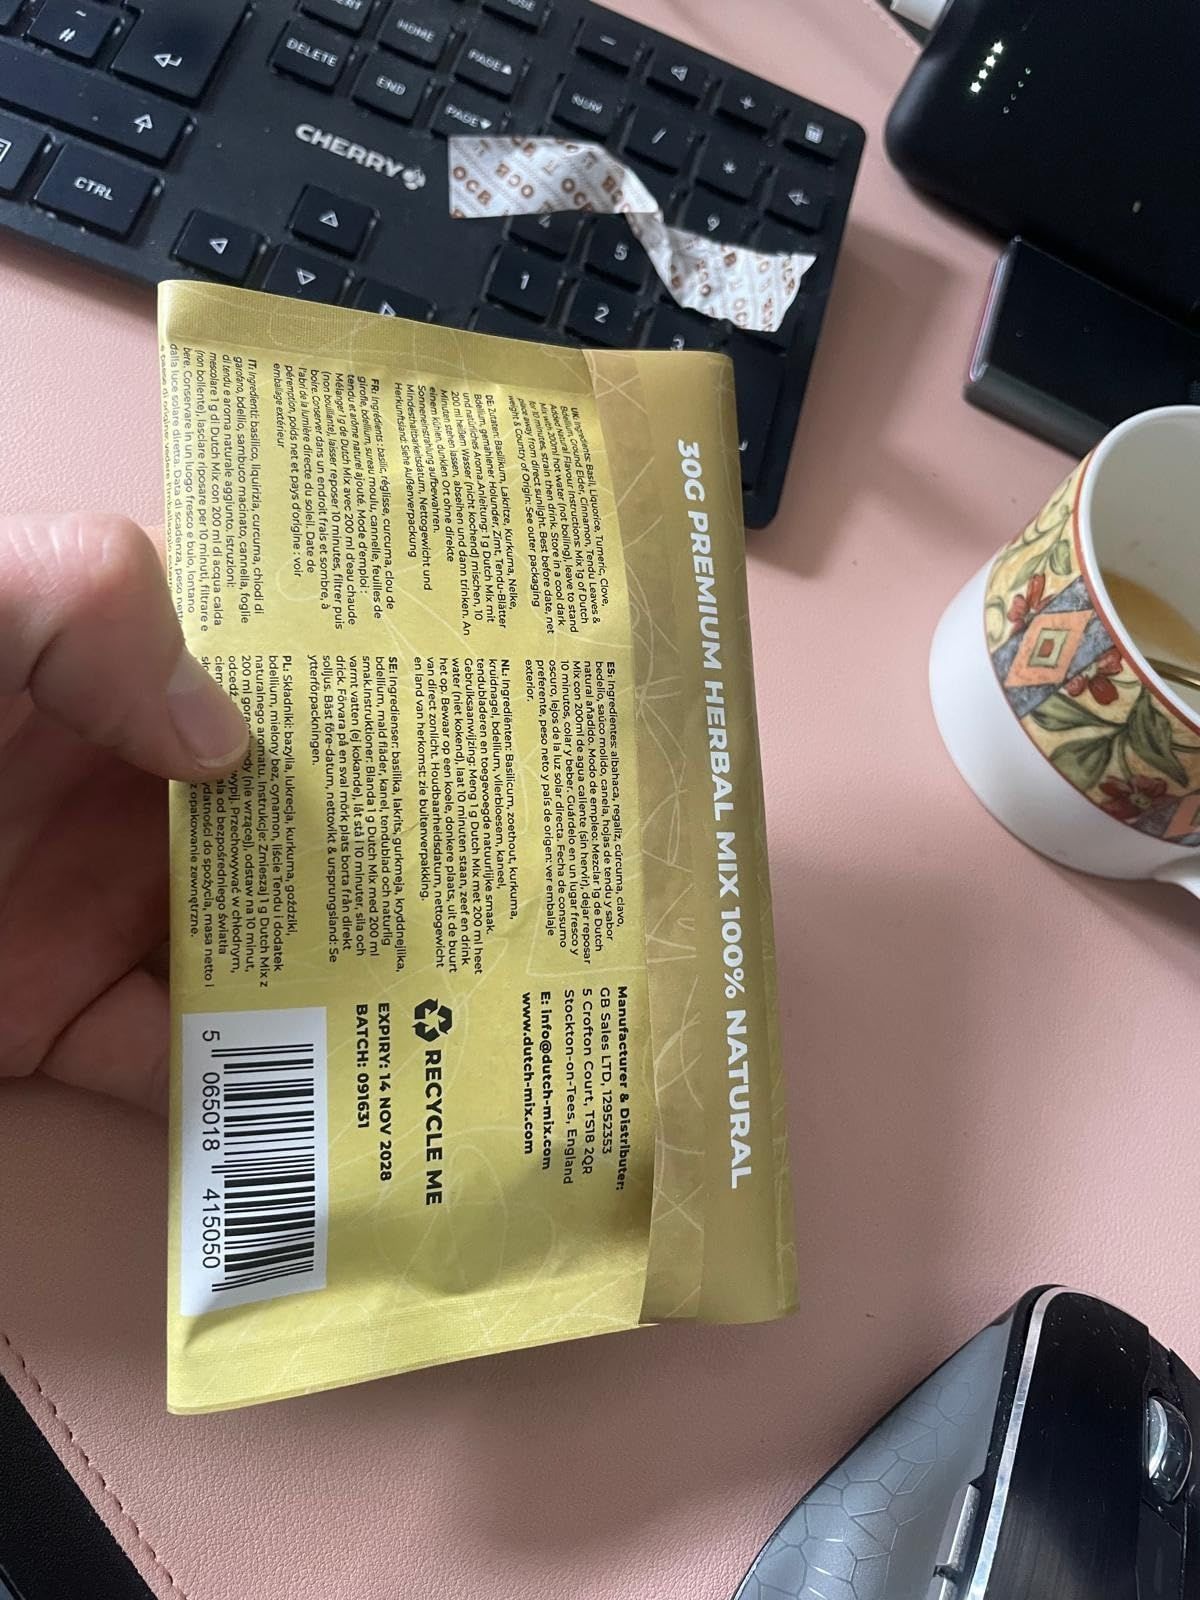 30G PREMIUM HERBAL MIX 100% NATURAL
UK: Ingredients: Basil, Liquorice, Tumeric, Clove,
Bdellium, Ground Elder, Cinnamon, Tendu Leaves &
Added Natural Flavour Instructions: Mix 1g of Dutch
Mix with 200ml hot water (not boiling), leave to stand
for 10 minutes, strain then drink. Store in a cool dark
place away from direct sunlight. Best before date, net
weight & Country of Origin: See outer packaging
DE: Zutaten: Basilikum, Lakritze, Kurkuma, Nelke,
Bdellium, gemahlener Holunder, Zimt, Tendu-Blätter
und natürliches Aroma. Anleitung: 1 g Dutch Mix mit
200 ml heißem Wasser (nicht kochend) mischen, 10
Minuten stehen lassen, abseihen und dann trinken. An
einem kühlen, dunklen Ort ohne direkte
Sonneneinstrahlung aufbewahren.
Mindesthaltbarkeitsdatum, Nettogewicht und
Herkunftsland: Siehe Außenverpackung
FR: Ingrédients : basilic, réglisse, curcuma, clou de
girofle, bdellium, sureau moulu, cannelle, feuilles de
tendu et arôme naturel ajouté. Mode d'emploi :
Mélanger 1 g de Dutch Mix avec 200 ml d'eau chaude
(non bouillante), laisser reposer 10 minutes, filtrer puis
boire. Conserver dans un endroit frais et sombre, à
l'abri de la lumière directe du soleil. Date de
péremption, poids net et pays d'origine : voir
emballage extérieur
IT: Ingredienti: basilico, liquirizia, curcuma, chiodi di
garofano, bdellio, sambuco macinato, cannella, foglie
di tendu e aroma naturale aggiunto. Istruzioni:
mescolare 1 g di Dutch Mix con 200 ml di acqua calda
(non bollente), lasciare riposare per 10 minuti, filtrare e
bere. Conservare in un luogo fresco e buio, lontano
dalla luce solare diretta. Data di scadenza, peso netto
e paese di origine: vedere l'imballaggio
ES: Ingredientes: albahaca, regaliz, cúrcuma, clavo,
bedelio, saúco molido, canela, hojas de tendu y sabor
natural añadido. Modo de empleo: Mezclar 1g de Dutch
Mix con 200ml de agua caliente (sin hervir), dejar reposar
10 minutos, colar y beber. Guárdelo en un lugar fresco y
oscuro, lejos de la luz solar directa. Fecha de consumo
preferente, peso neto y país de origen: ver embalaje
exterior.
NL: Ingrediënten: Basilicum, zoethout, kurkuma,
kruidnagel, bdellium, vlierbloesem, kaneel,
tendubladeren en toegevoegde natuurlijke smaak.
Gebruiksaanwijzing: Meng 1 g Dutch Mix met 200 ml heet
water (niet kokend), laat 10 minuten staan, zeef en drink
het op. Bewaar op een koele, donkere plaats, uit de buurt
van direct zonlicht. Houdbaarheidsdatum, nettogewicht
en land van herkomst: zie buitenverpakking.
SE: Ingredienser: basilika, lakrits, gurkmeja, kryddnejlika,
bdellium, mald fläder, kanel, tendublad och naturlig
smak.Instruktioner: Blanda 1 g Dutch Mix med 200 ml
varmt vatten (ej kokande), låt stå i 10 minuter, sila och
drick. Förvara på en sval mörk plats borta från direkt
solljus. Bäst före-datum, nettovikt & ursprungsland: Se
ytterförpackningen.
PL: Składniki: bazylia, lukrecja, kurkuma, goździki,
bdellium, mielony bez, cynamon, liście Tendu i dodatek
naturalnego aromatu. Instrukcje: Zmieszaj 1 g Dutch Mix z
200 ml (nie wrzącej), odstaw na 10 minut,
odcedź wypij. Przechowywać w chłodnym,
od bezpośredniego światła
do spożycia, masa netto i
opakowanie zewnętrzne.
Manufacturer & Distributer:
GB Sales LTD, 12952353
5 Crofton Court, TS18 2QR
Stockton-on-Tees, England
E: info@dutch-mix.com
www.dutch-mix.com
RECYCLE ME
EXPIRY: 14 NOV 2028
BATCH: 091631
5 065018 415050
CHERRY
DELETE
HOME
END
PAGE▲
PAGE▼
NUM
CTRL
#
~
-
+
/
*
9
5
1
2
3
OCB
OCB
OCB